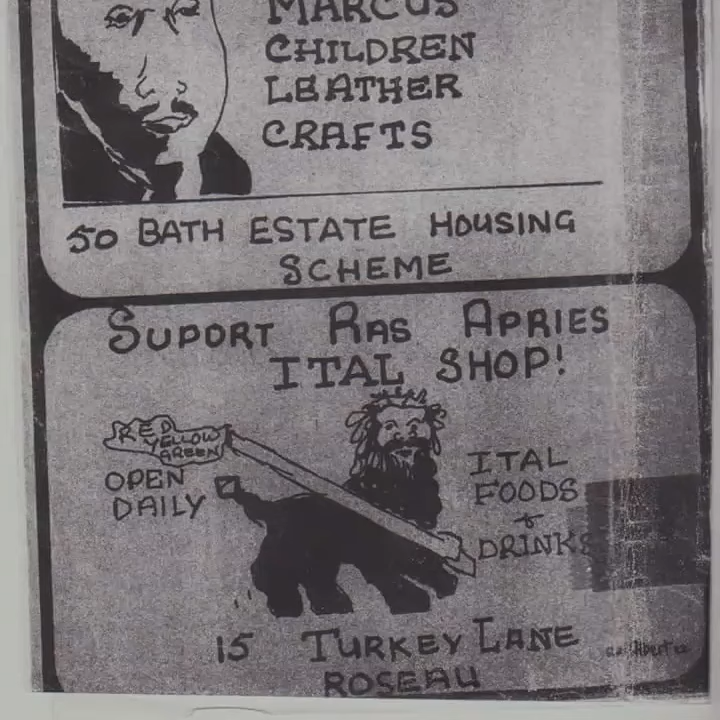 MARCUS
CHILDREN
LEATHER
CRAFTS
50 BATH ESTATE HOUSING
SCHEME
SUPORT RAS APRIES
ITAL SHOP!
RED
YELLOW
GREEN
OPEN
DAILY
ITAL
FOODS
+
DRINKS
15 TURKEY LANE
ROSEAU